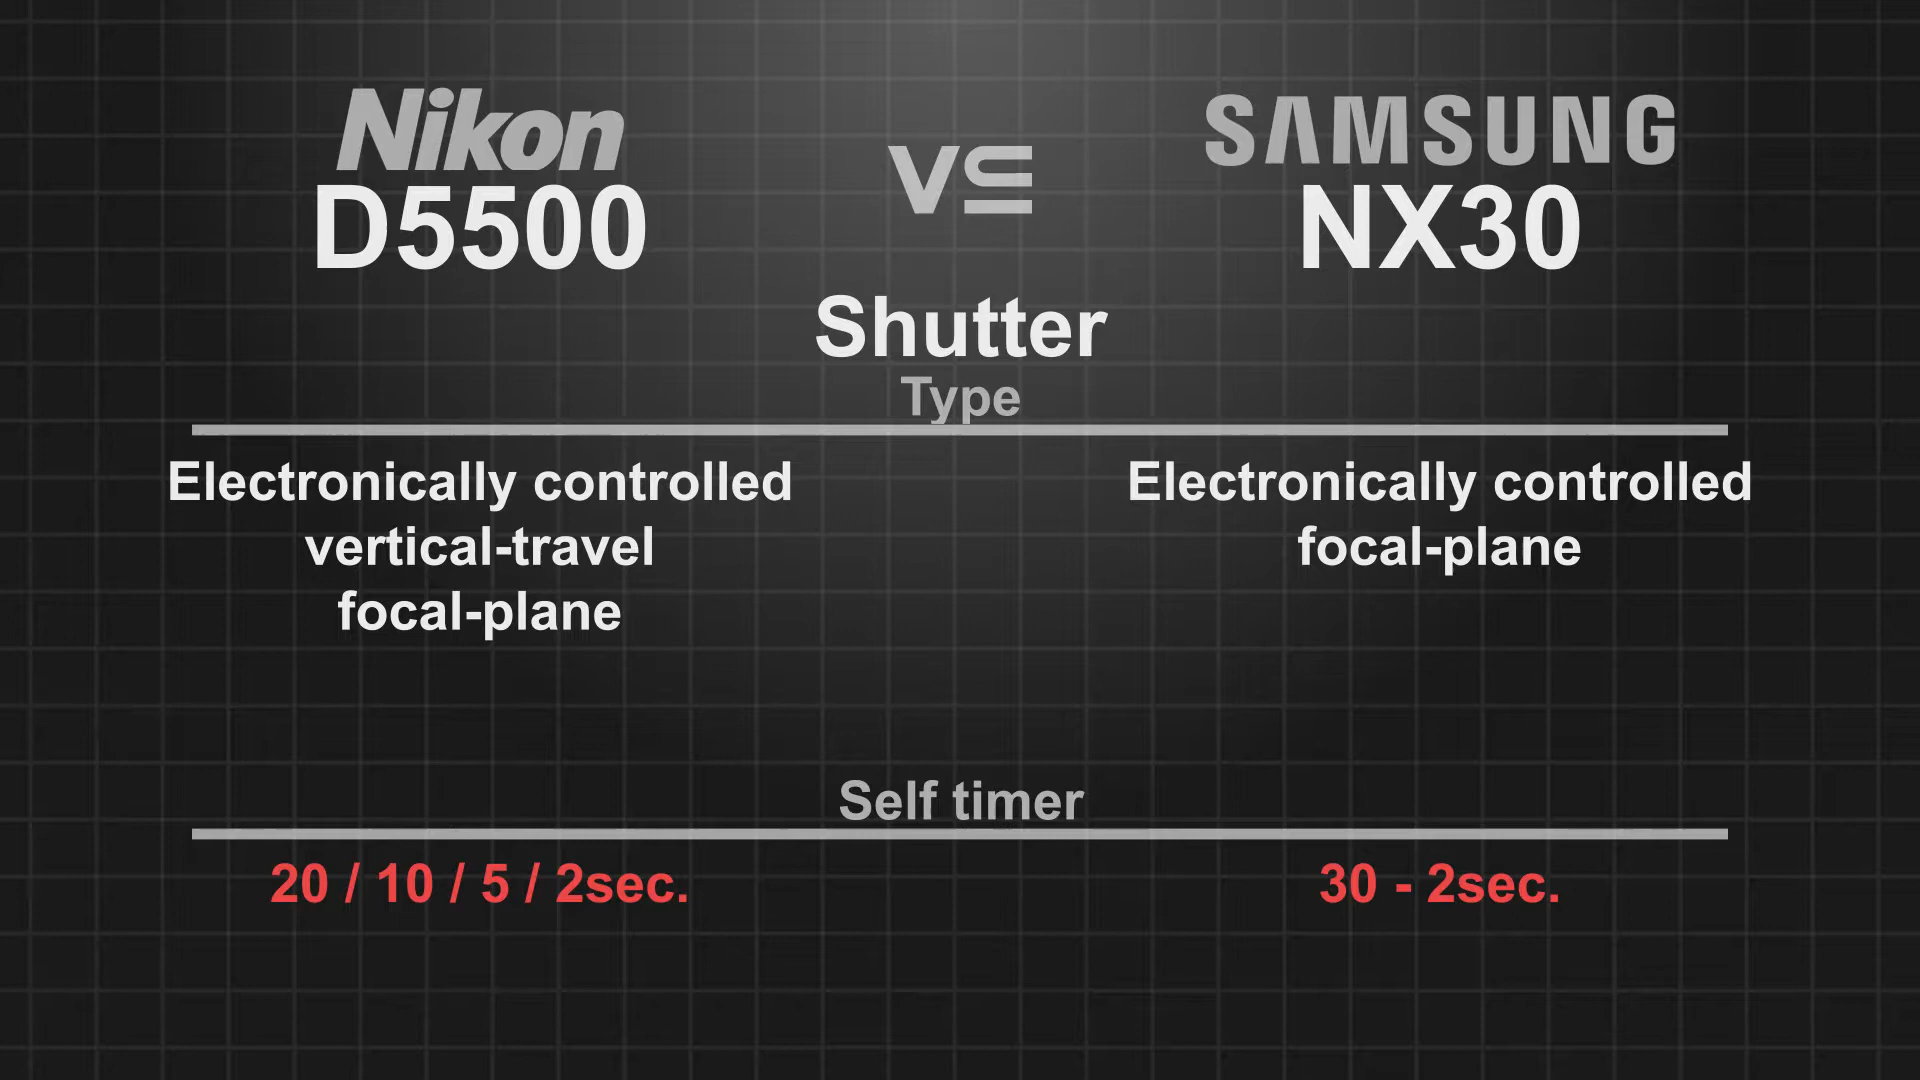 Nikon
D5500
VS
SAMSUNG
NX30
Shutter
Type
Electronically controlled
vertical-travel
focal-plane
Electronically controlled
focal-plane
Self timer
20 / 10 / 5 / 2sec.
30 - 2sec.